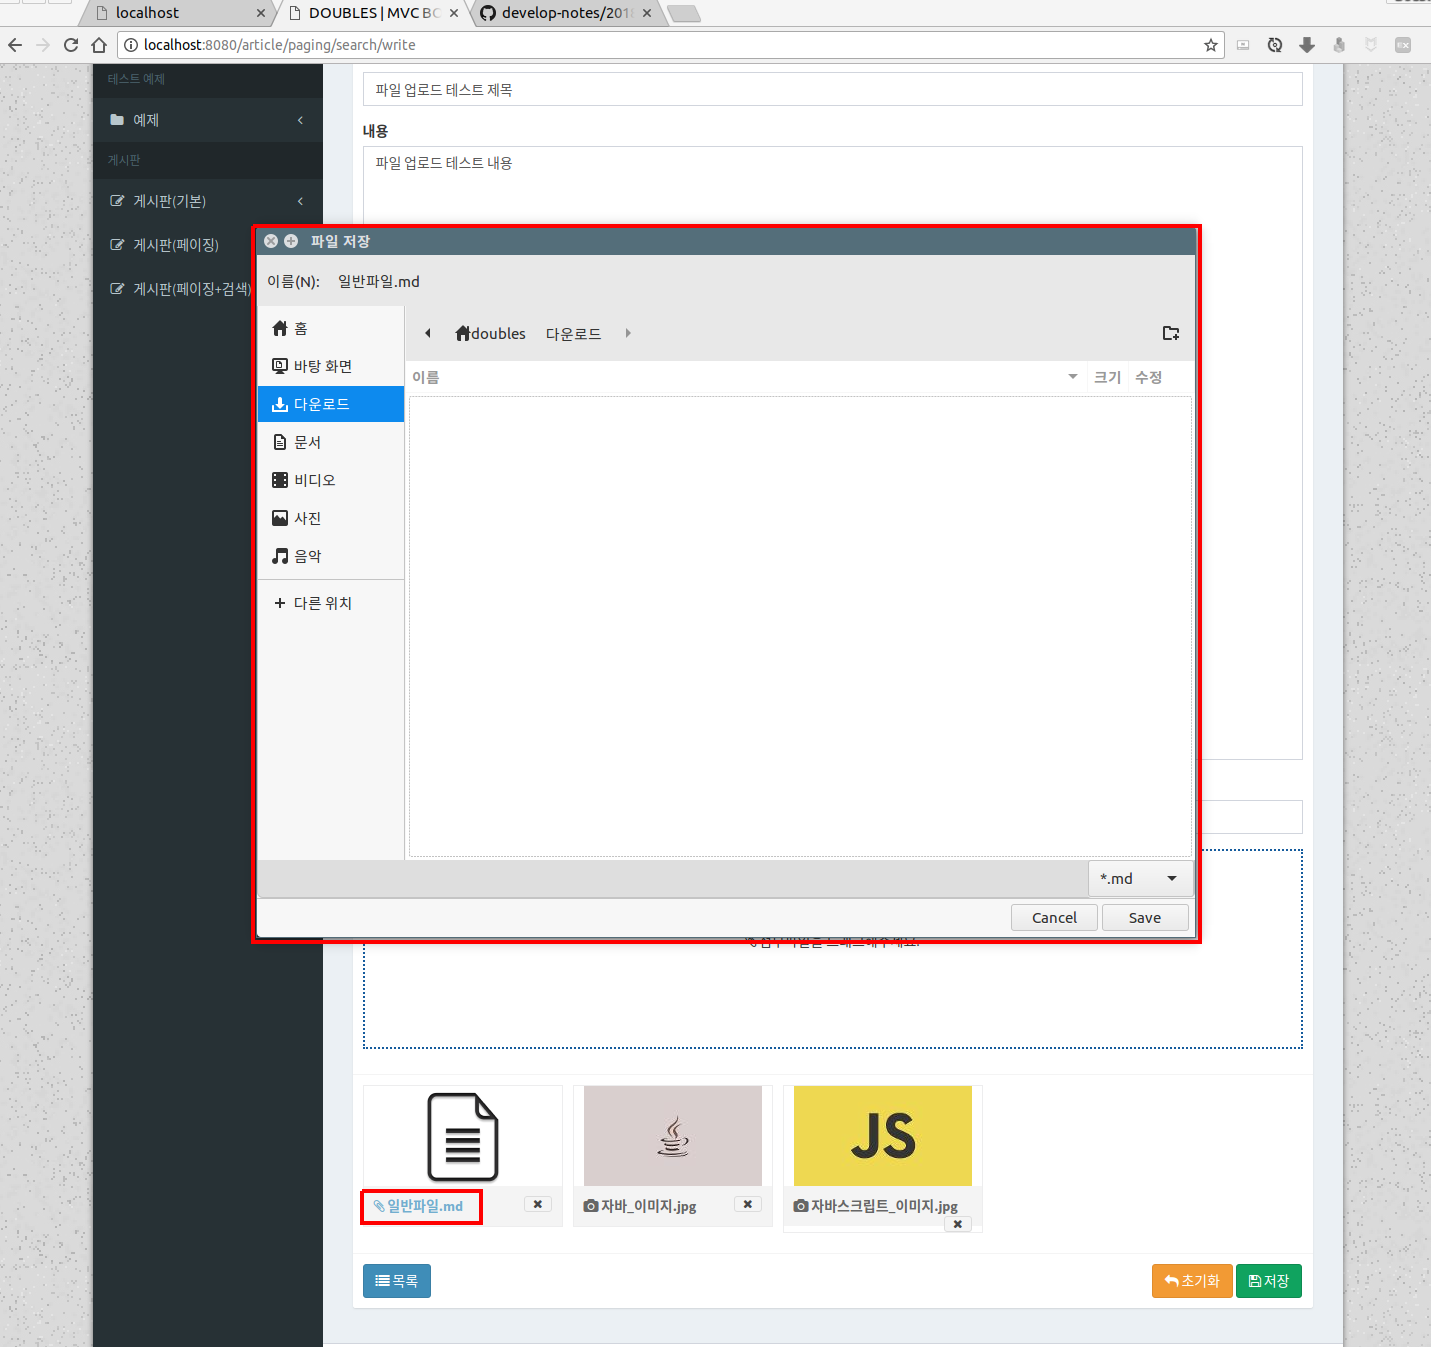 localhost
DOUBLES | MVC BO
develop-notes/2018
localhost:8080/article/paging/search/write
테스트 예제
예제
게시판
게시판(기본)
게시판(페이징)
게시판(페이징+검색)
파일 업로드 테스트 제목
내용
파일 업로드 테스트 내용
파일 저장
이름(N): 일반파일.md
홈
바탕 화면
다운로드
문서
비디오
사진
음악
다른 위치
doubles 다운로드
이름 크기 수정
*.md
Cancel Save
JS
일반파일.md
자바_이미지.jpg
자바스크립트_이미지.jpg
목록
초기화
저장